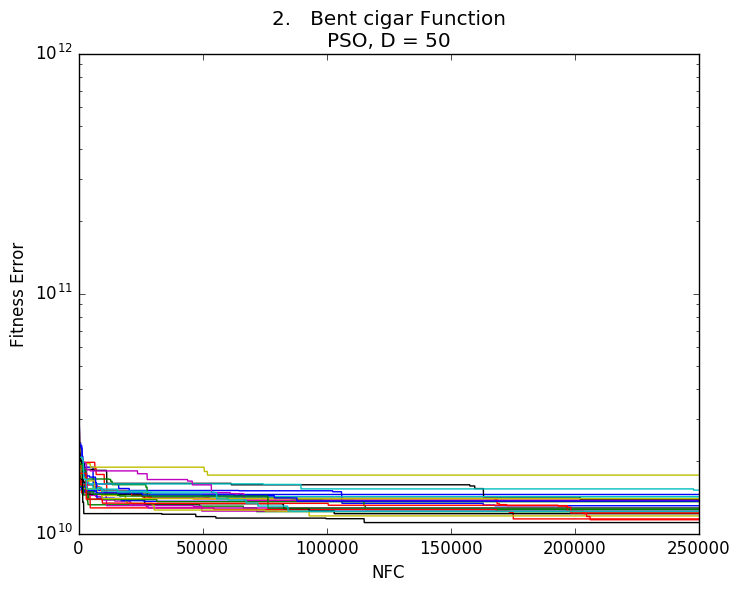 2.   Bent cigar Function
PSO, D = 50
10^12
10^11
10^10
Fitness Error
0 50000 100000 150000 200000 250000
NFC